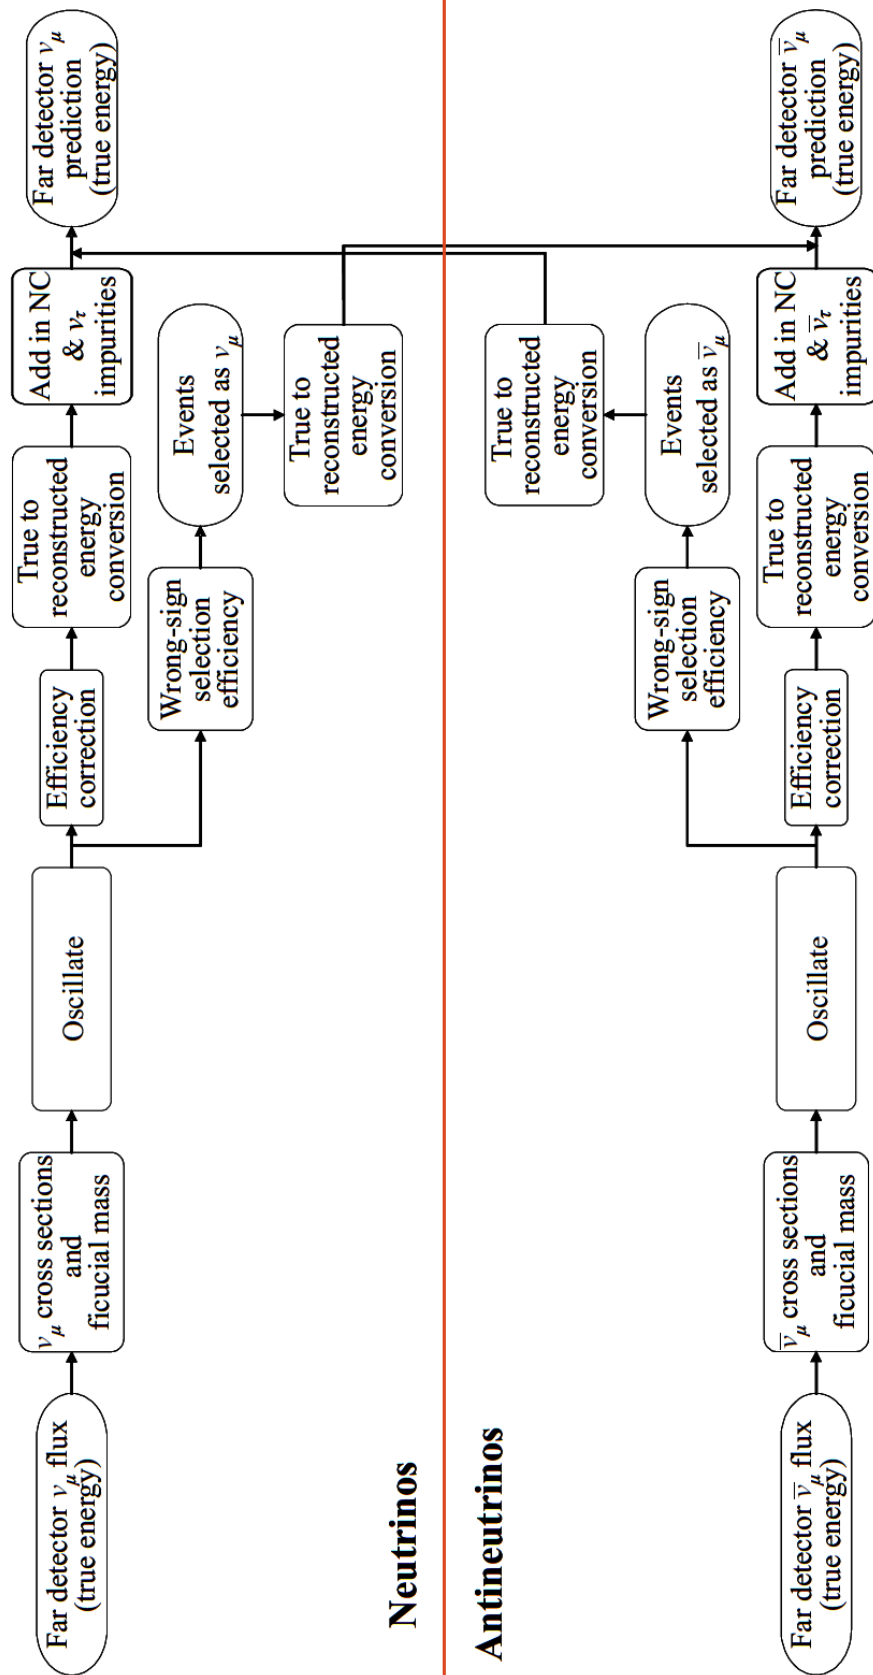 Far detector ν_μ flux
(true energy)
ν_μ cross sections
and
ficucial mass
Oscillate
Efficiency
correction
True to
reconstructed
energy
conversion
Add in NC
& ν_τ
impurities
Far detector ν_μ
prediction
(true energy)
Wrong-sign
selection
efficiency
Events
selected as ν_μ
True to
reconstructed
energy
conversion
Neutrinos
Antineutrinos
True to
reconstructed
energy
conversion
Wrong-sign
selection
efficiency
Events
selected as ν̅_μ
Far detector ν̅_μ flux
(true energy)
ν̅_μ cross sections
and
ficucial mass
Oscillate
Efficiency
correction
True to
reconstructed
energy
conversion
Add in NC
& ν̅_τ
impurities
Far detector ν̅_μ
prediction
(true energy)